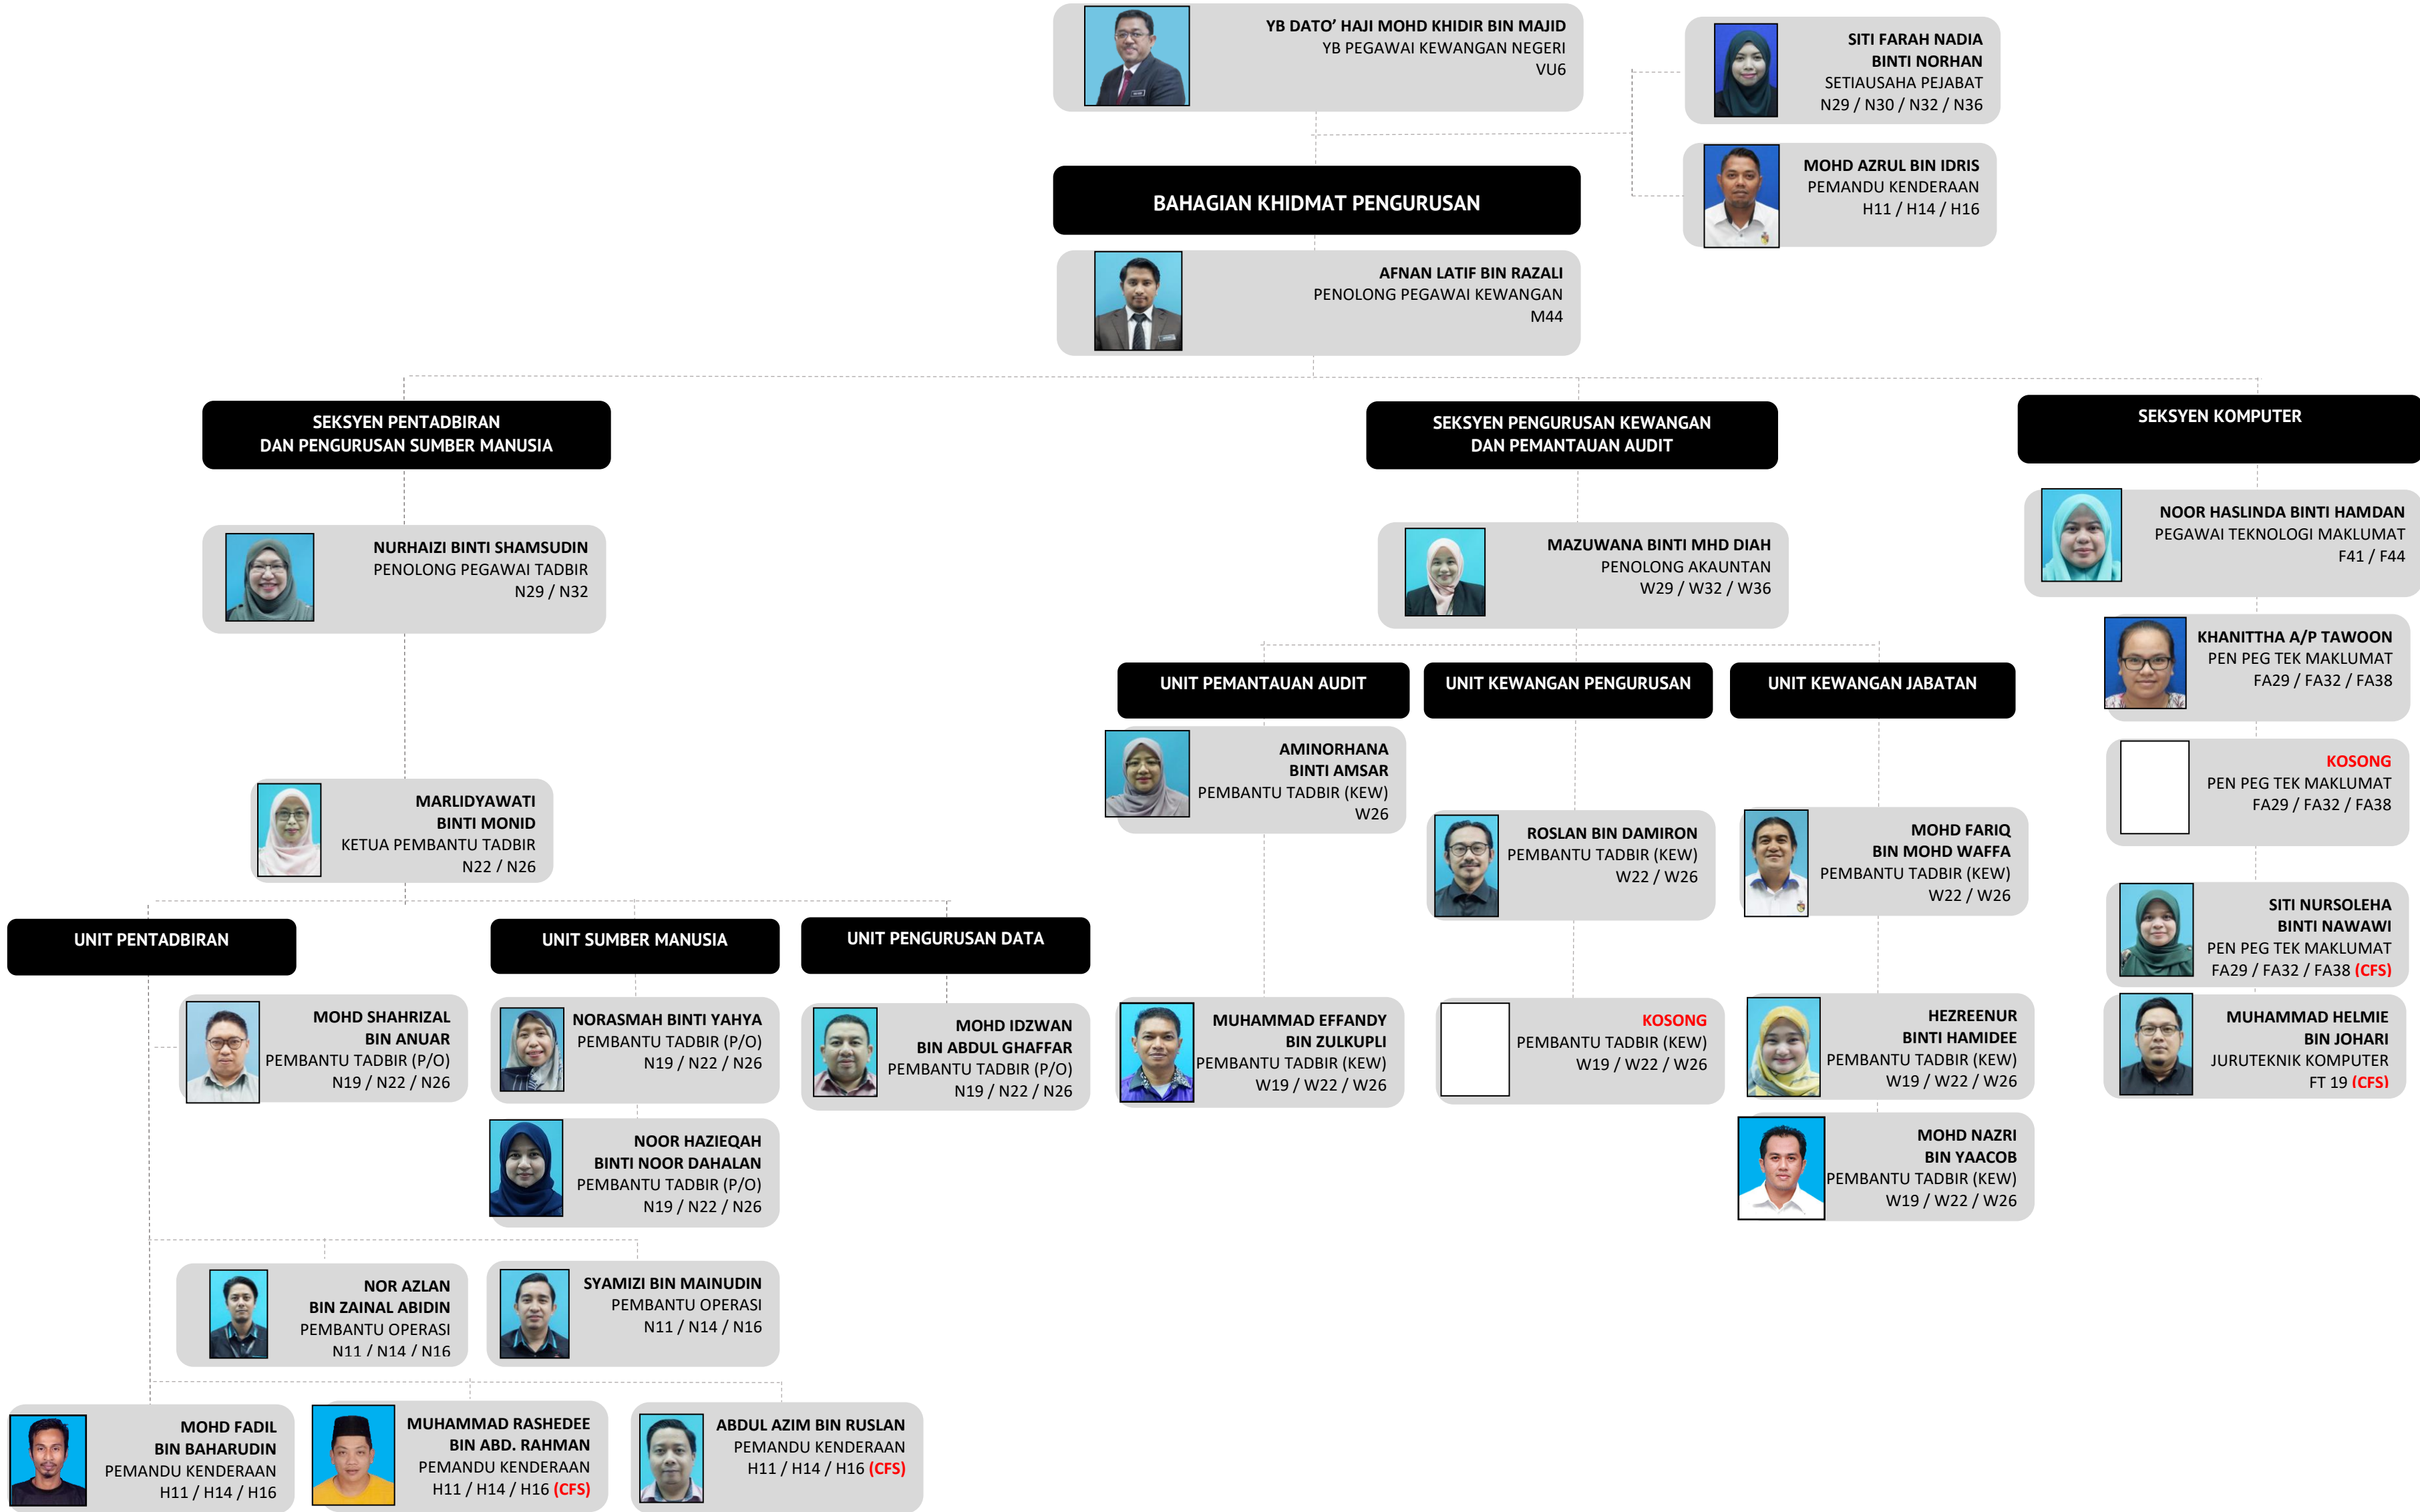 YB DATO’ HAJI MOHD KHIDIR BIN MAJID
YB PEGAWAI KEWANGAN NEGERI
VU6
SITI FARAH NADIA
BINTI NORHAN
SETIAUSAHA PEJABAT
N29 / N30 / N32 / N36
MOHD AZRUL BIN IDRIS
PEMANDU KENDERAAN
H11 / H14 / H16
BAHAGIAN KHIDMAT PENGURUSAN
AFNAN LATIF BIN RAZALI
PENOLONG PEGAWAI KEWANGAN
M44
SEKSYEN PENTADBIRAN
DAN PENGURUSAN SUMBER MANUSIA
NURHAIZI BINTI SHAMSUDIN
PENOLONG PEGAWAI TADBIR
N29 / N32
MARLIDYAWATI
BINTI MONID
KETUA PEMBANTU TADBIR
N22 / N26
UNIT PENTADBIRAN
MOHD SHAHRIZAL
BIN ANUAR
PEMBANTU TADBIR (P/O)
N19 / N22 / N26
UNIT SUMBER MANUSIA
NORASMAH BINTI YAHYA
PEMBANTU TADBIR (P/O)
N19 / N22 / N26
NOOR HAZIEQAH
BINTI NOOR DAHALAN
PEMBANTU TADBIR (P/O)
N19 / N22 / N26
UNIT PENGURUSAN DATA
MOHD IDZWAN
BIN ABDUL GHAFFAR
PEMBANTU TADBIR (P/O)
N19 / N22 / N26
NOR AZLAN
BIN ZAINAL ABIDIN
PEMBANTU OPERASI
N11 / N14 / N16
SYAMIZI BIN MAINUDIN
PEMBANTU OPERASI
N11 / N14 / N16
MOHD FADIL
BIN BAHARUDIN
PEMANDU KENDERAAN
H11 / H14 / H16
MUHAMMAD RASHEDEE
BIN ABD. RAHMAN
PEMANDU KENDERAAN
H11 / H14 / H16 (CFS)
ABDUL AZIM BIN RUSLAN
PEMANDU KENDERAAN
H11 / H14 / H16 (CFS)
SEKSYEN PENGURUSAN KEWANGAN
DAN PEMANTAUAN AUDIT
MAZUWANA BINTI MHD DIAH
PENOLONG AKAUNTAN
W29 / W32 / W36
UNIT PEMANTAUAN AUDIT
AMINORHANA
BINTI AMSAR
PEMBANTU TADBIR (KEW)
W26
MUHAMMAD EFFANDY
BIN ZULKUPLI
PEMBANTU TADBIR (KEW)
W19 / W22 / W26
UNIT KEWANGAN PENGURUSAN
ROSLAN BIN DAMIRON
PEMBANTU TADBIR (KEW)
W22 / W26
KOSONG
PEMBANTU TADBIR (KEW)
W19 / W22 / W26
UNIT KEWANGAN JABATAN
MOHD FARIQ
BIN MOHD WAFFA
PEMBANTU TADBIR (KEW)
W22 / W26
HEZREENUR
BINTI HAMIDEE
PEMBANTU TADBIR (KEW)
W19 / W22 / W26
MOHD NAZRI
BIN YAACOB
PEMBANTU TADBIR (KEW)
W19 / W22 / W26
SEKSYEN KOMPUTER
NOOR HASLINDA BINTI HAMDAN
PEGAWAI TEKNOLOGI MAKLUMAT
F41 / F44
KHANITTHA A/P TAWOON
PEN PEG TEK MAKLUMAT
FA29 / FA32 / FA38
KOSONG
PEN PEG TEK MAKLUMAT
FA29 / FA32 / FA38
SITI NURSOLEHA
BINTI NAWAWI
PEN PEG TEK MAKLUMAT
FA29 / FA32 / FA38 (CFS)
MUHAMMAD HELMIE
BIN JOHARI
JURUTEKNIK KOMPUTER
FT 19 (CFS)